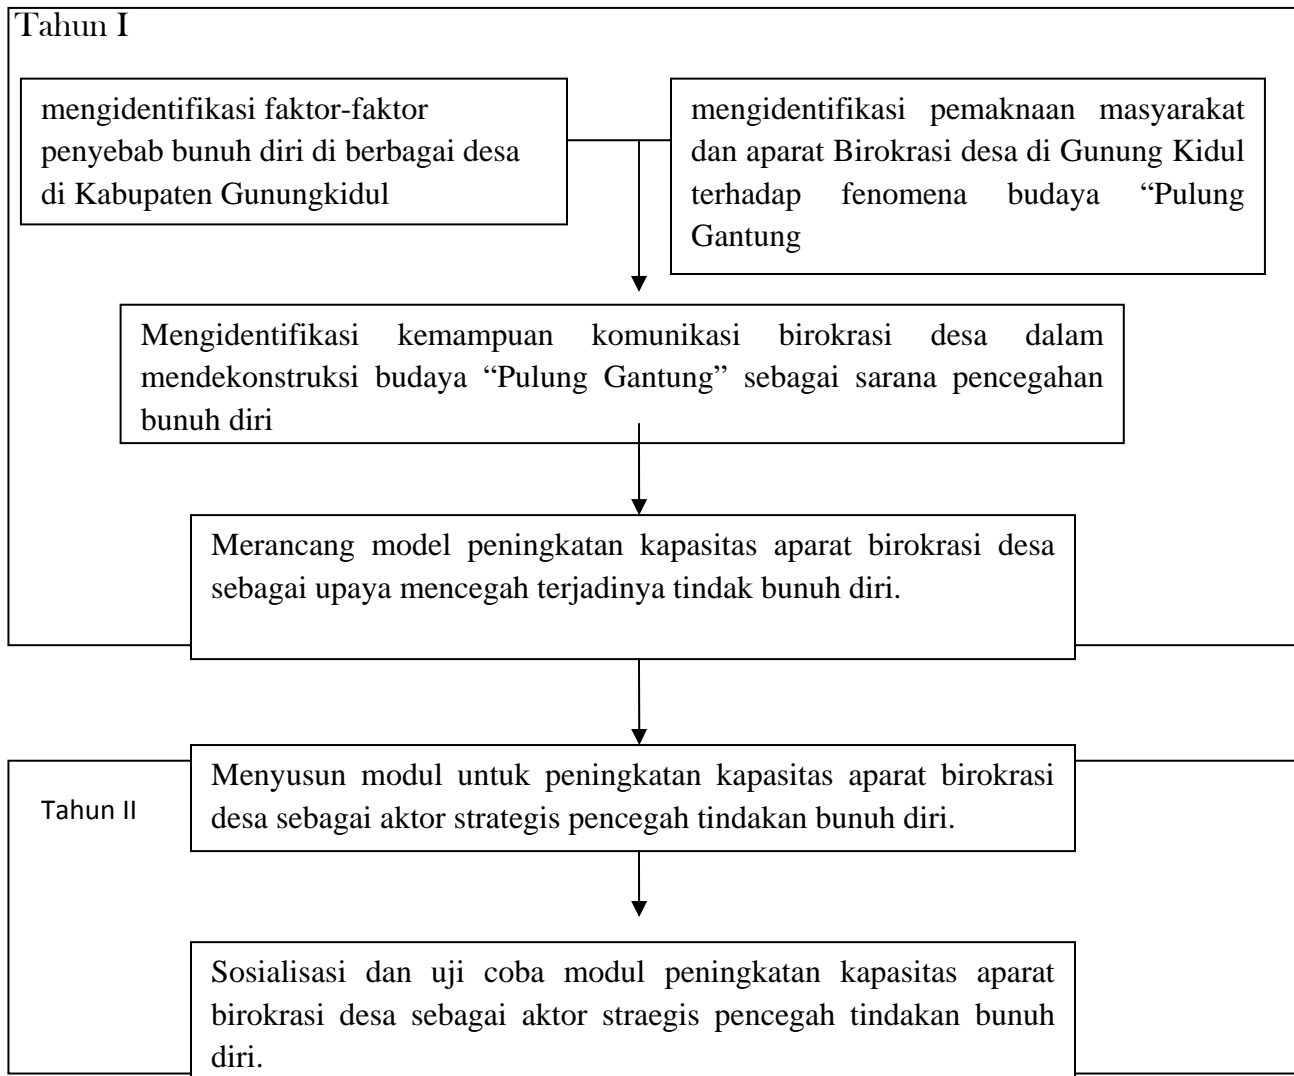 Tahun I
mengidentifikasi faktor-faktor
penyebab bunuh diri di berbagai desa
di Kabupaten Gunungkidul
mengidentifikasi pemaknaan masyarakat
dan aparat Birokrasi desa di Gunung Kidul
terhadap fenomena budaya “Pulung
Gantung
Mengidentifikasi kemampuan komunikasi birokrasi desa dalam
mendekonstruksi budaya “Pulung Gantung” sebagai sarana pencegahan
bunuh diri
Merancang model peningkatan kapasitas aparat birokrasi desa
sebagai upaya mencegah terjadinya tindak bunuh diri.
Tahun II
Menyusun modul untuk peningkatan kapasitas aparat birokrasi
desa sebagai aktor strategis pencegah tindakan bunuh diri.
Sosialisasi dan uji coba modul peningkatan kapasitas aparat
birokrasi desa sebagai aktor straegis pencegah tindakan bunuh
diri.